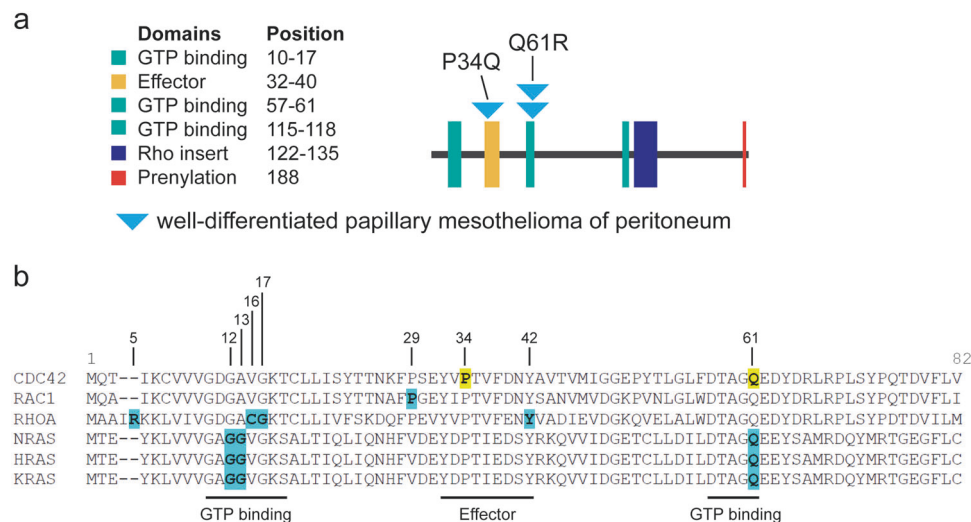 a
Domains Position
GTP binding 10-17
Effector 32-40
GTP binding 57-61
GTP binding 115-118
Rho insert 122-135
Prenylation 188
P34Q
Q61R
well-differentiated papillary mesothelioma of peritoneum
b
5 12 13 16 17 29 34 42 61
1 82
CDC42 MQT--IKCVVVGDGAVGKTCLLISYTTNKFPSEYVPTVFDNYAVTVMIGGEPYTLGLFDTAGQEDYDRLRPLSYPQTDVFLV
RAC1 MQA--IKCVVVGDGAVGKTCLLISYTTNAFPGEYIPTVFDNYSANVMVDGKPVNLGLWDTAGQEDYDRLRPLSYPQTDVFLI
RHOA MAAIRKKLVIVGDGACGKTCLLIVFSKDQFPEVYVPTVFENYVADIEVDGKQVELALWDTAGQEDYDRLRPLSYPDTDVILM
NRAS MTE--YKLVVVGAGGVGKSALTIQLIQNHFVDEYDPTIEDSYRKQVVIDGETCLLDILDTAGQEEYSAMRDQYMRTGEGFLC
HRAS MTE--YKLVVVGAGGVGKSALTIQLIQNHFVDEYDPTIEDSYRKQVVIDGETCLLDILDTAGQEEYSAMRDQYMRTGEGFLC
KRAS MTE--YKLVVVGAGGVGKSALTIQLIQNHFVDEYDPTIEDSYRKQVVIDGETCLLDILDTAGQEEYSAMRDQYMRTGEGFLC
GTP binding Effector GTP binding